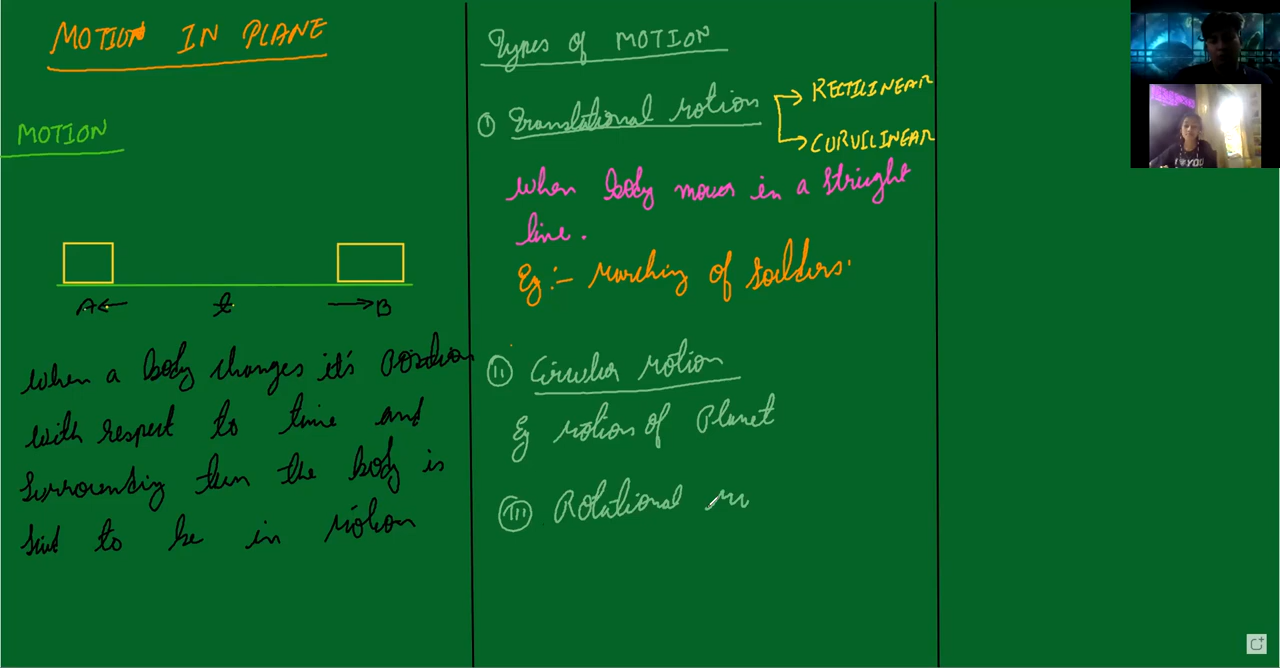 MOTION IN PLANE
MOTION
A
t
B
when a body changes it's Position
with respect to time and
surrounding then the body is
said to be in motion
Types of MOTION
(I) Translational motion
RECTILINEAR
CURVILINEAR
when body moves in a straight
line.
Eg :- marching of soilders.
(II) Circular motion
Eg motion of Planet
(III) Rotational m